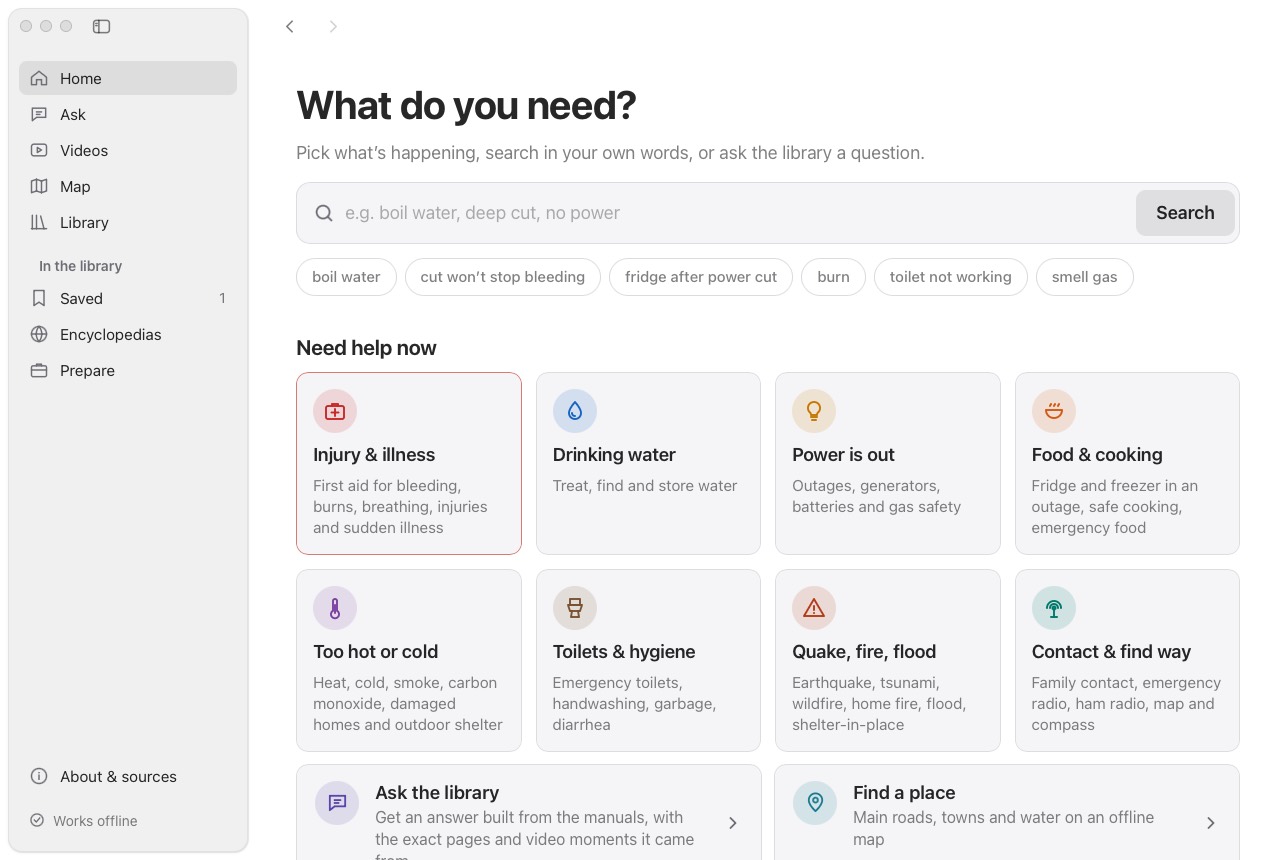 Home
Ask
Videos
Map
Library
In the library
Saved 1
Encyclopedias
Prepare
About & sources
Works offline
What do you need?
Pick what’s happening, search in your own words, or ask the library a question.
e.g. boil water, deep cut, no power
Search
boil water
cut won’t stop bleeding
fridge after power cut
burn
toilet not working
smell gas
Need help now
Injury & illness
First aid for bleeding,
burns, breathing, injuries
and sudden illness
Drinking water
Treat, find and store water
Power is out
Outages, generators,
batteries and gas safety
Food & cooking
Fridge and freezer in an
outage, safe cooking,
emergency food
Too hot or cold
Heat, cold, smoke, carbon
monoxide, damaged
homes and outdoor shelter
Toilets & hygiene
Emergency toilets,
handwashing, garbage,
diarrhea
Quake, fire, flood
Earthquake, tsunami,
wildfire, home fire, flood,
shelter-in-place
Contact & find way
Family contact, emergency
radio, ham radio, map and
compass
Ask the library
Get an answer built from the manuals, with
the exact pages and video moments it came
from
Find a place
Main roads, towns and water on an offline
map